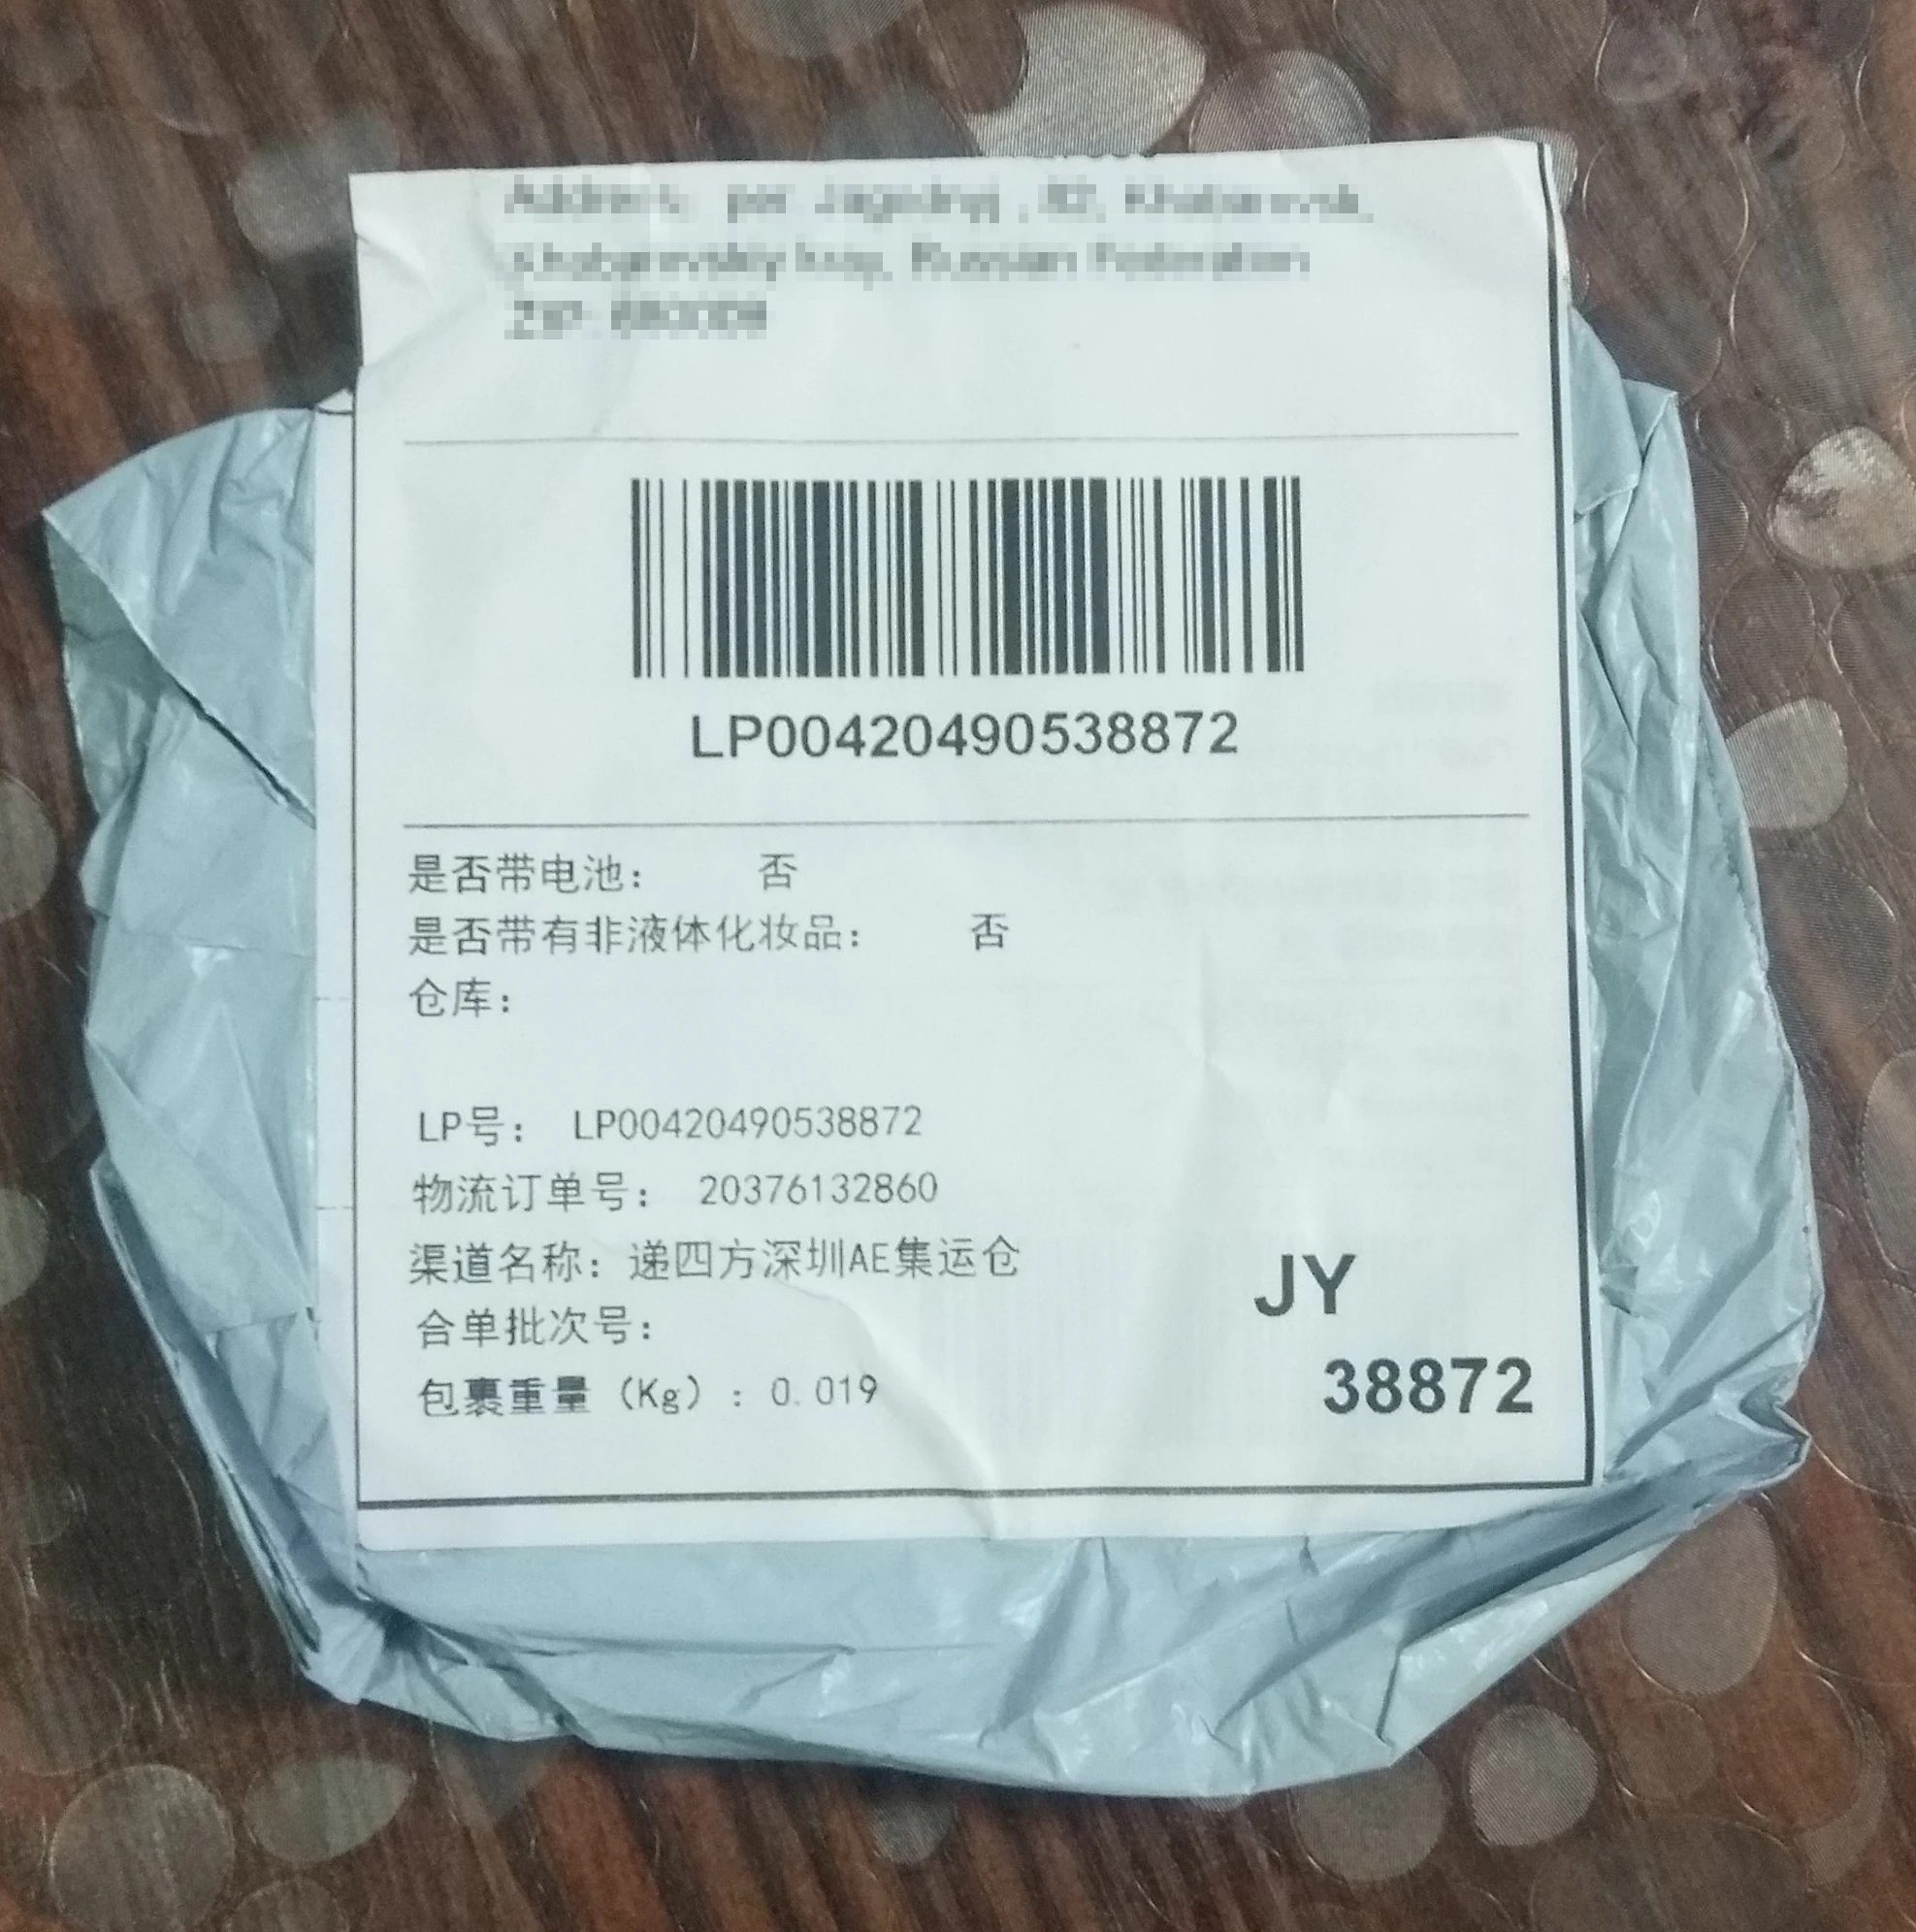 LP00420490538872
是否带电池： 否
是否带有非液体化妆品： 否
仓库：
LP号： LP00420490538872
物流订单号： 20376132860
渠道名称：递四方深圳AE集运仓
合单批次号：
包裹重量（Kg）：0.019
JY
38872